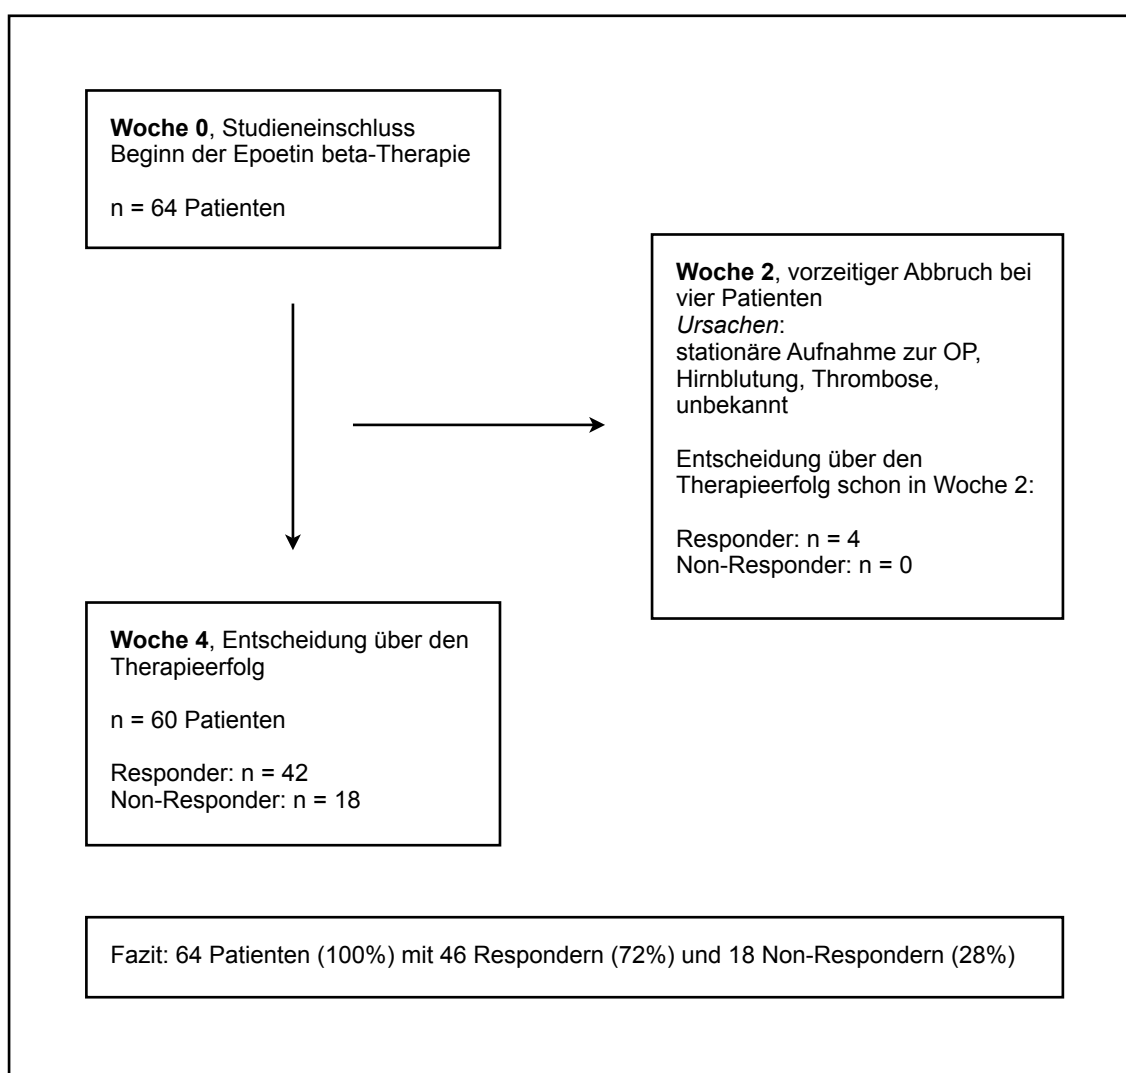 Woche 0, Studieneinschluss
Beginn der Epoetin beta-Therapie
n = 64 Patienten
Woche 2, vorzeitiger Abbruch bei
vier Patienten
Ursachen:
stationäre Aufnahme zur OP,
Hirnblutung, Thrombose,
unbekannt
Entscheidung über den
Therapieerfolg schon in Woche 2:
Responder: n = 4
Non-Responder: n = 0
Woche 4, Entscheidung über den
Therapieerfolg
n = 60 Patienten
Responder: n = 42
Non-Responder: n = 18
Fazit: 64 Patienten (100%) mit 46 Respondern (72%) und 18 Non-Respondern (28%)